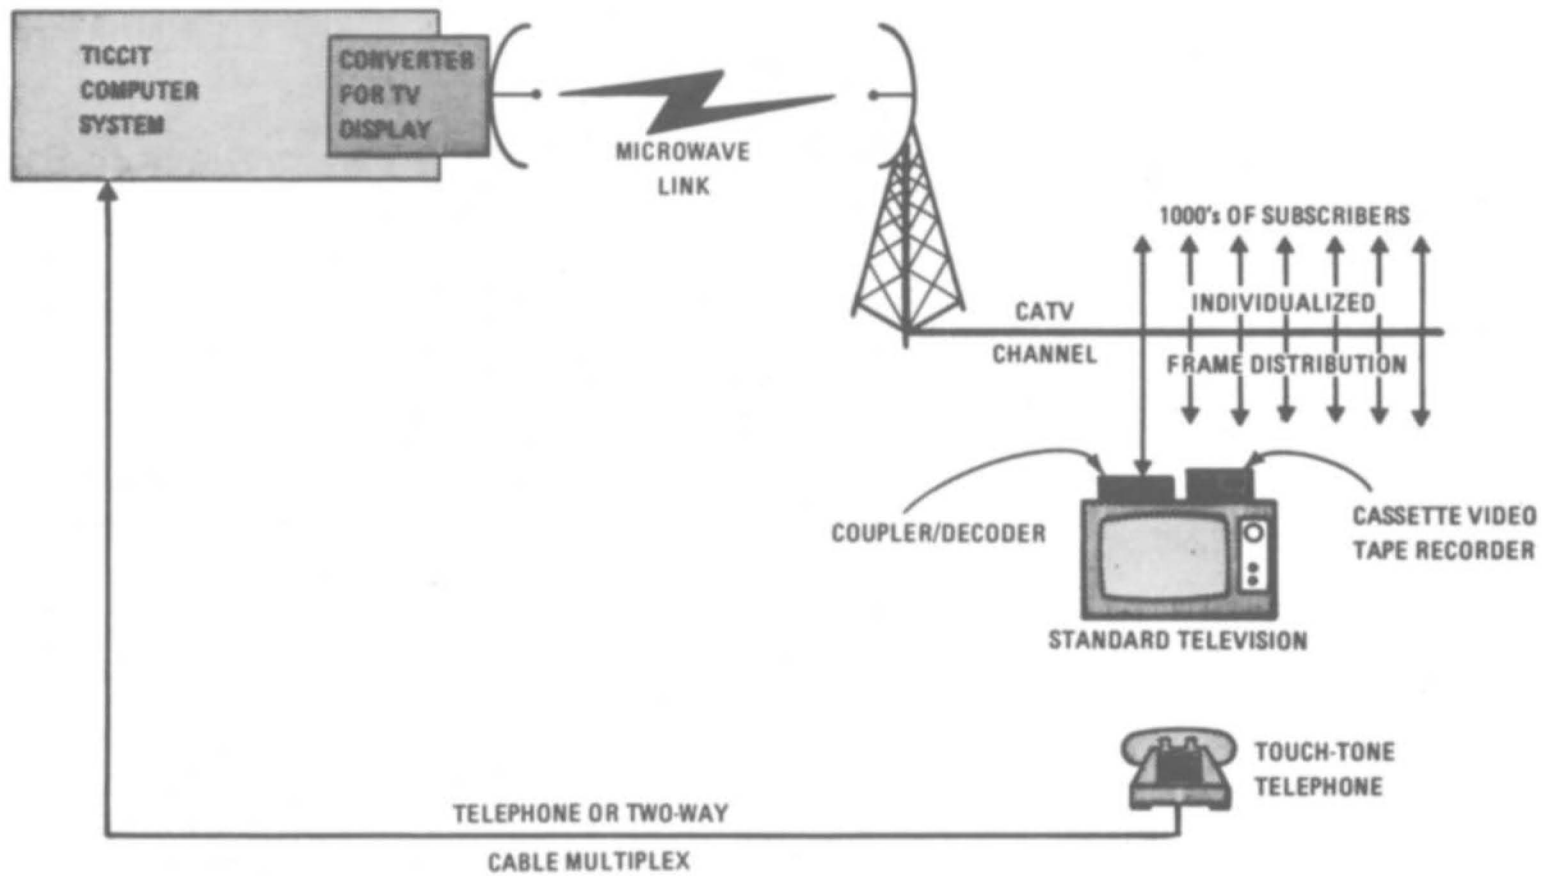 TICCIT
COMPUTER
SYSTEM
CONVERTER
FOR TV
DISPLAY
MICROWAVE
LINK
1000's OF SUBSCRIBERS
INDIVIDUALIZED
CATV
CHANNEL
FRAME DISTRIBUTION
COUPLER/DECODER
CASSETTE VIDEO
TAPE RECORDER
STANDARD TELEVISION
TOUCH-TONE
TELEPHONE
TELEPHONE OR TWO-WAY
CABLE MULTIPLEX